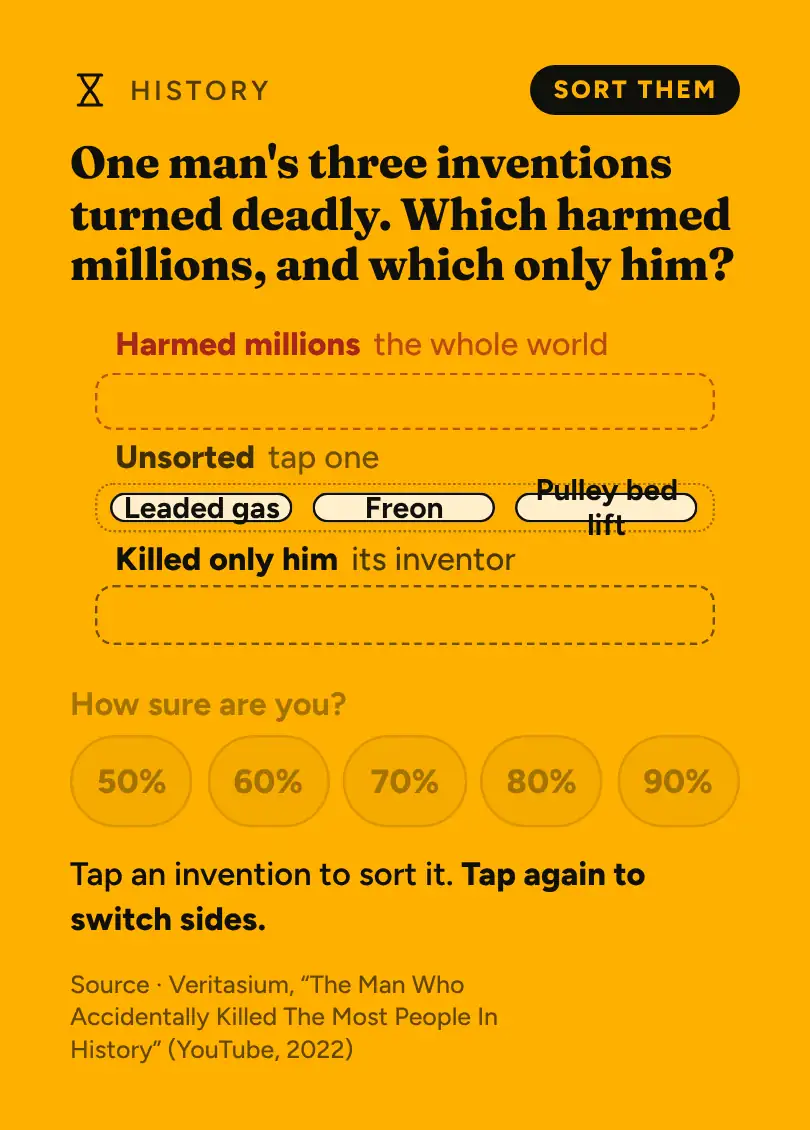 HISTORY
SORT THEM
One man's three inventions
turned deadly. Which harmed
millions, and which only him?
Harmed millions the whole world
Unsorted tap one
Leaded gas
Freon
Pulley bed
lift
Killed only him its inventor
How sure are you?
50%
60%
70%
80%
90%
Tap an invention to sort it. Tap again to
switch sides.
Source · Veritasium, “The Man Who
Accidentally Killed The Most People In
History” (YouTube, 2022)